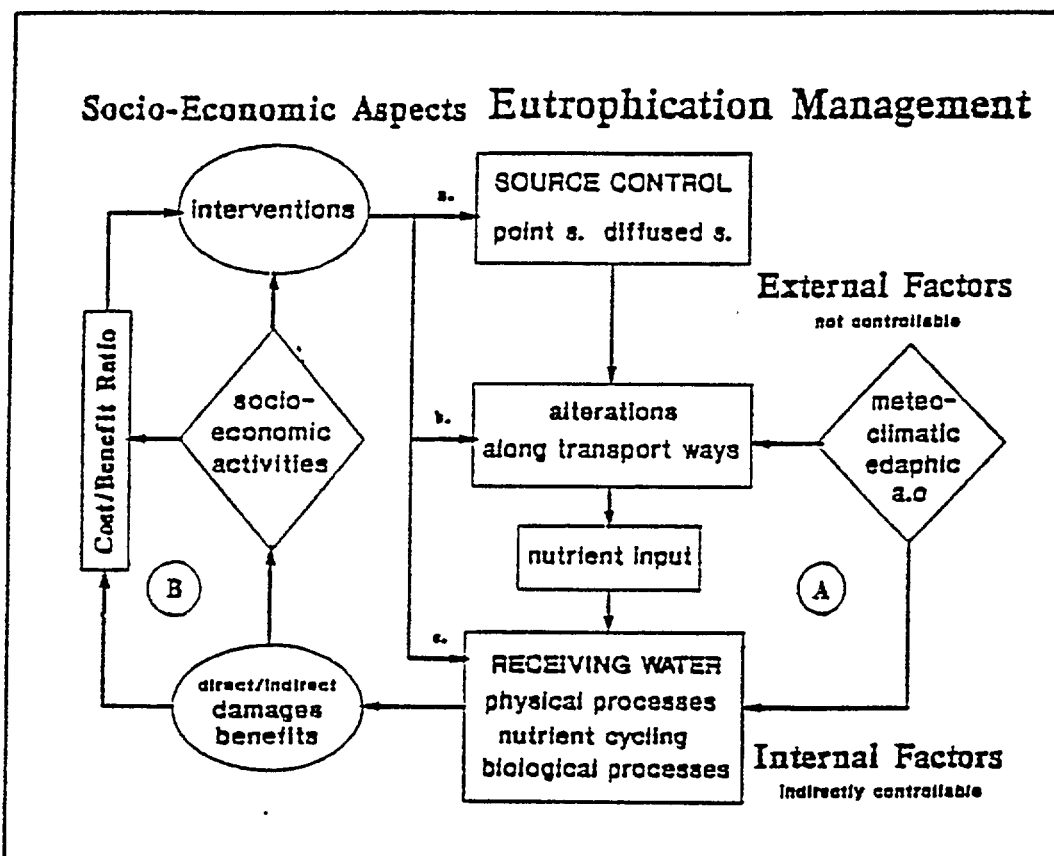 Socio-Economic Aspects Eutrophication Management
interventions
a.
SOURCE CONTROL
point s. diffused s.
External Factors
not controllable
Cost/Benefit Ratio
socio-
economic
activities
b.
alterations
along transport ways
meteo-
climatic
edaphic
a.o
nutrient input
B
A
c.
direct/indirect
damages
benefits
RECEIVING WATER
physical processes
nutrient cycling
biological processes
Internal Factors
indirectly controllable